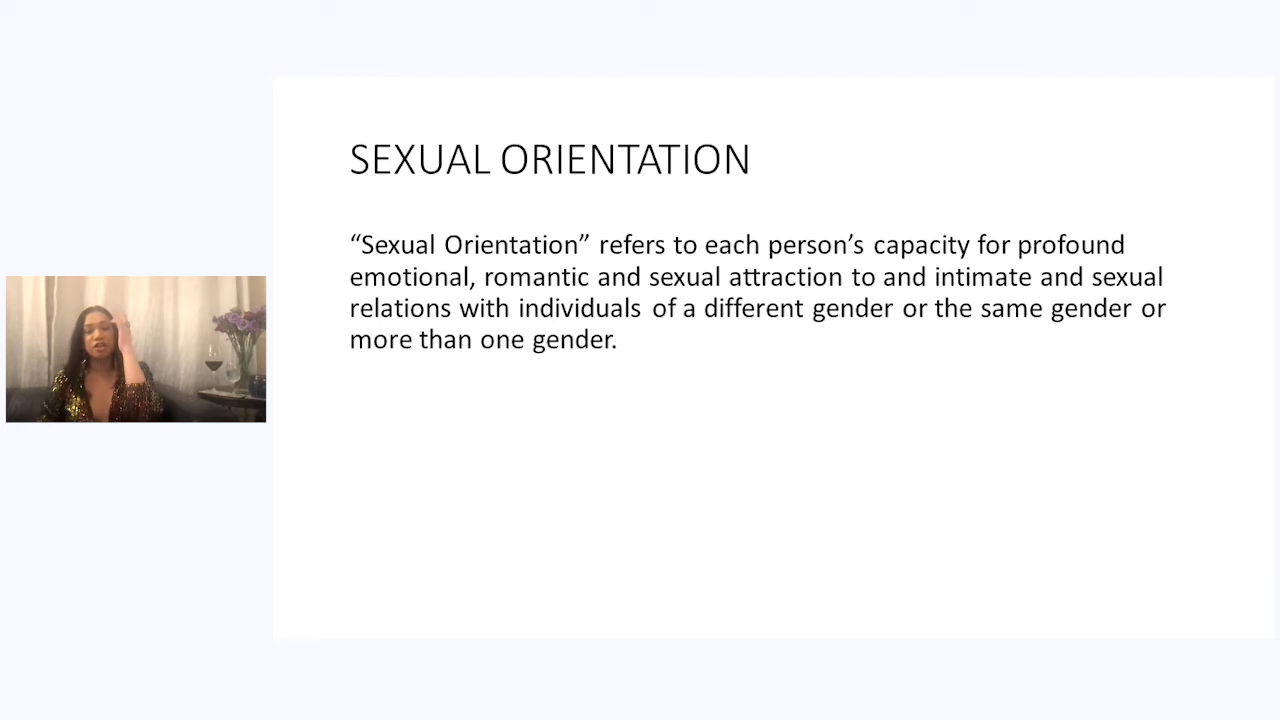 SEXUAL ORIENTATION
“Sexual Orientation” refers to each person’s capacity for profound
emotional, romantic and sexual attraction to and intimate and sexual
relations with individuals of a different gender or the same gender or
more than one gender.